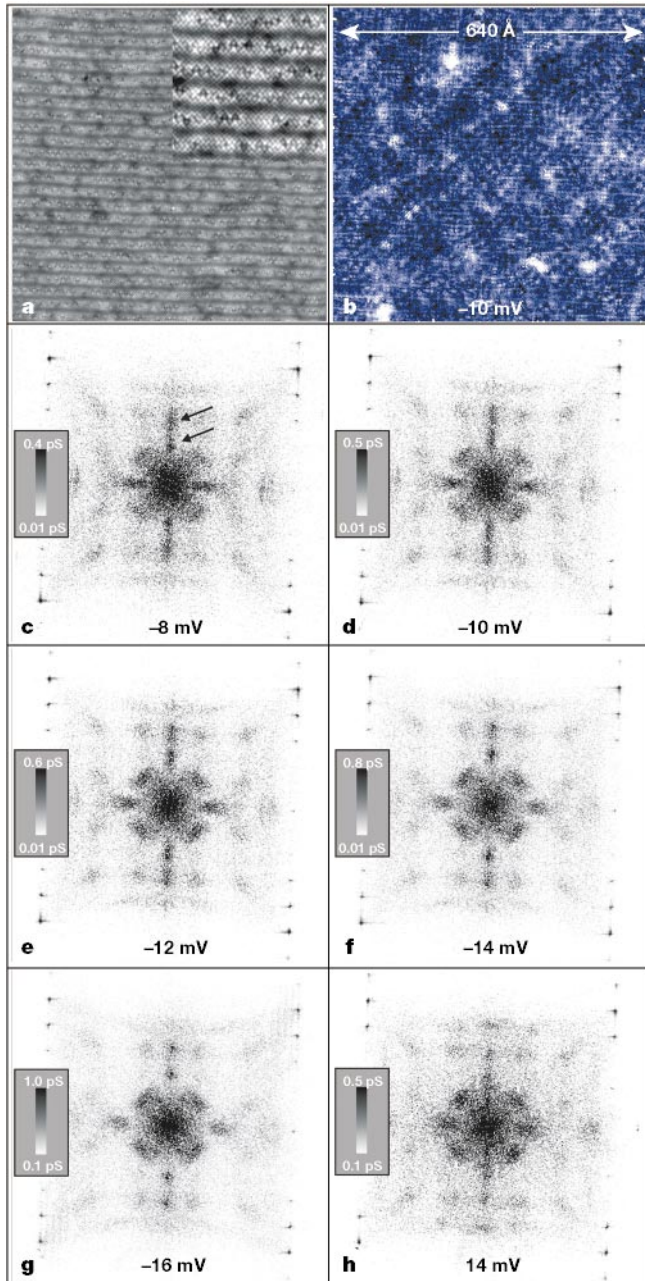 640 Å
a
b
–10 mV
0.4 pS
0.01 pS
c
–8 mV
0.5 pS
0.01 pS
d
–10 mV
0.6 pS
0.01 pS
e
–12 mV
0.8 pS
0.01 pS
f
–14 mV
1.0 pS
0.1 pS
g
–16 mV
0.5 pS
0.1 pS
h
14 mV